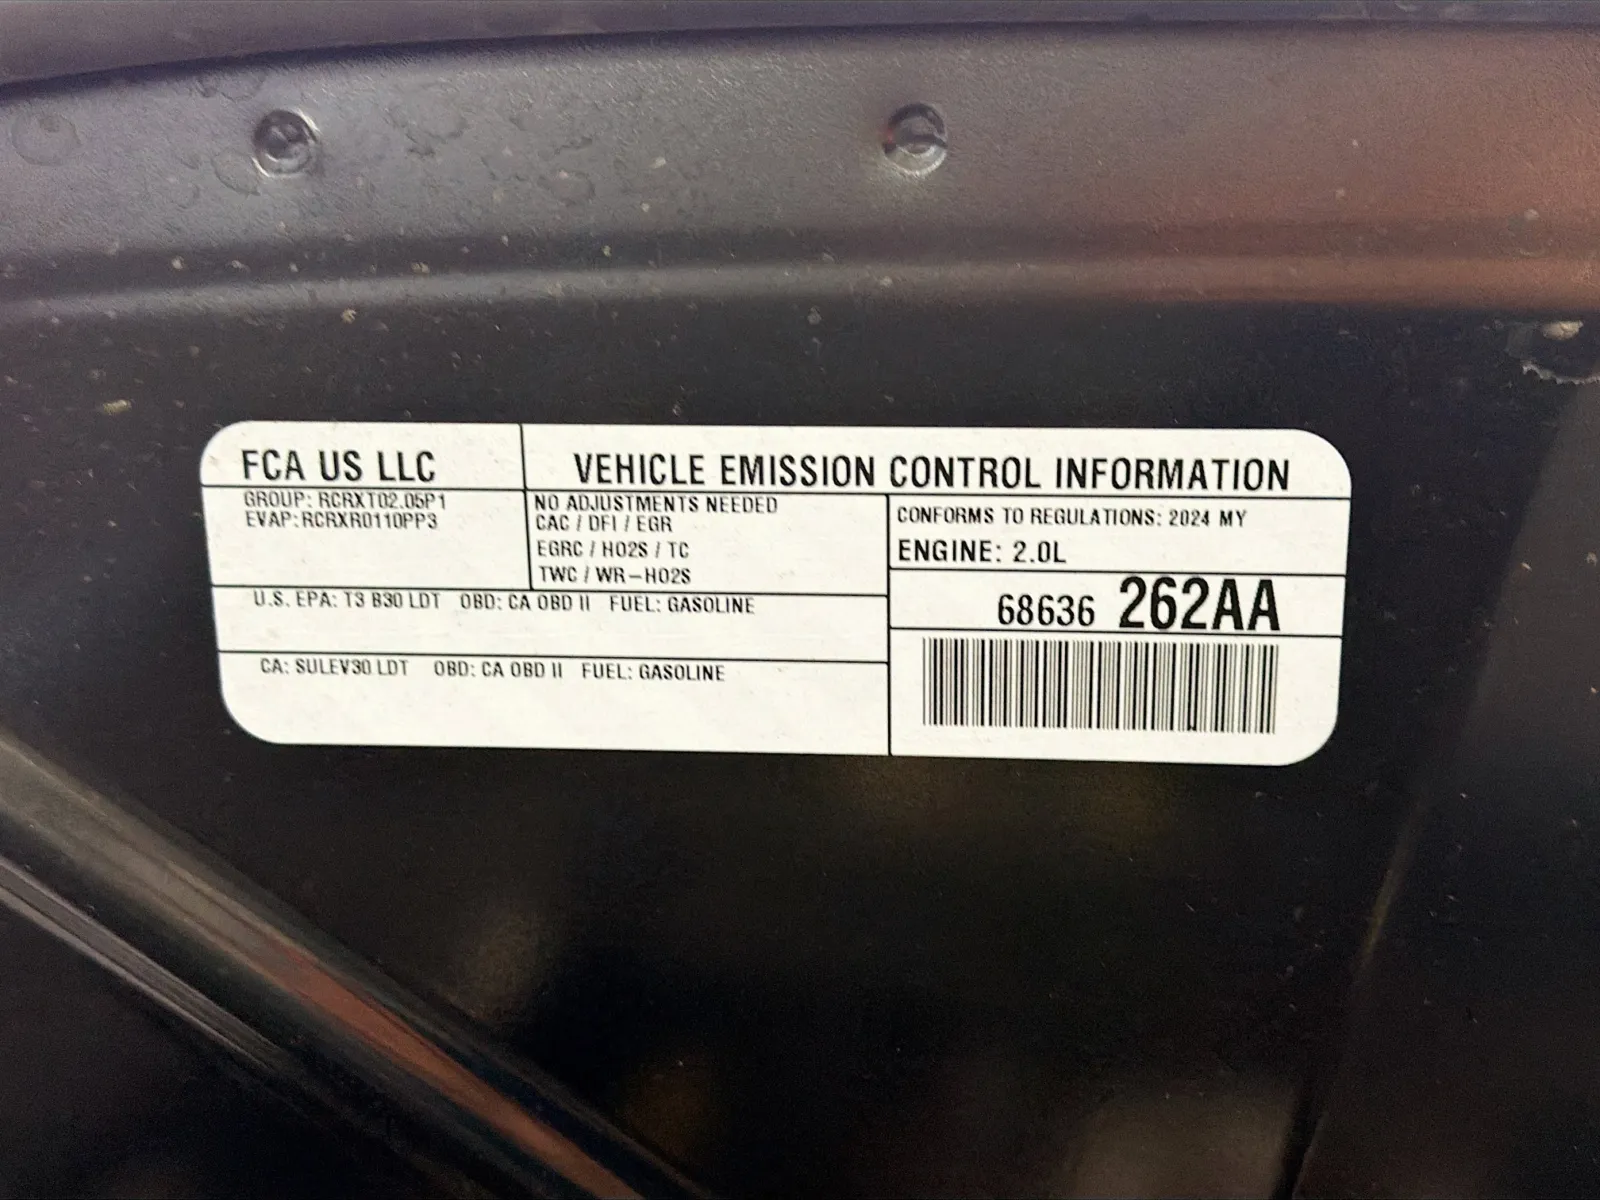 FCA US LLC
VEHICLE EMISSION CONTROL INFORMATION
GROUP: RCRXT02.05P1
EVAP: RCRXR0110PP3
NO ADJUSTMENTS NEEDED
CAC / DFI / EGR
EGRC / HO2S / TC
TWC / WR-HO2S
CONFORMS TO REGULATIONS: 2024 MY
ENGINE: 2.0L
U.S. EPA: T3 B30 LDT OBD: CA OBD II FUEL: GASOLINE
68636 262AA
CA: SULEV30 LDT OBD: CA OBD II FUEL: GASOLINE